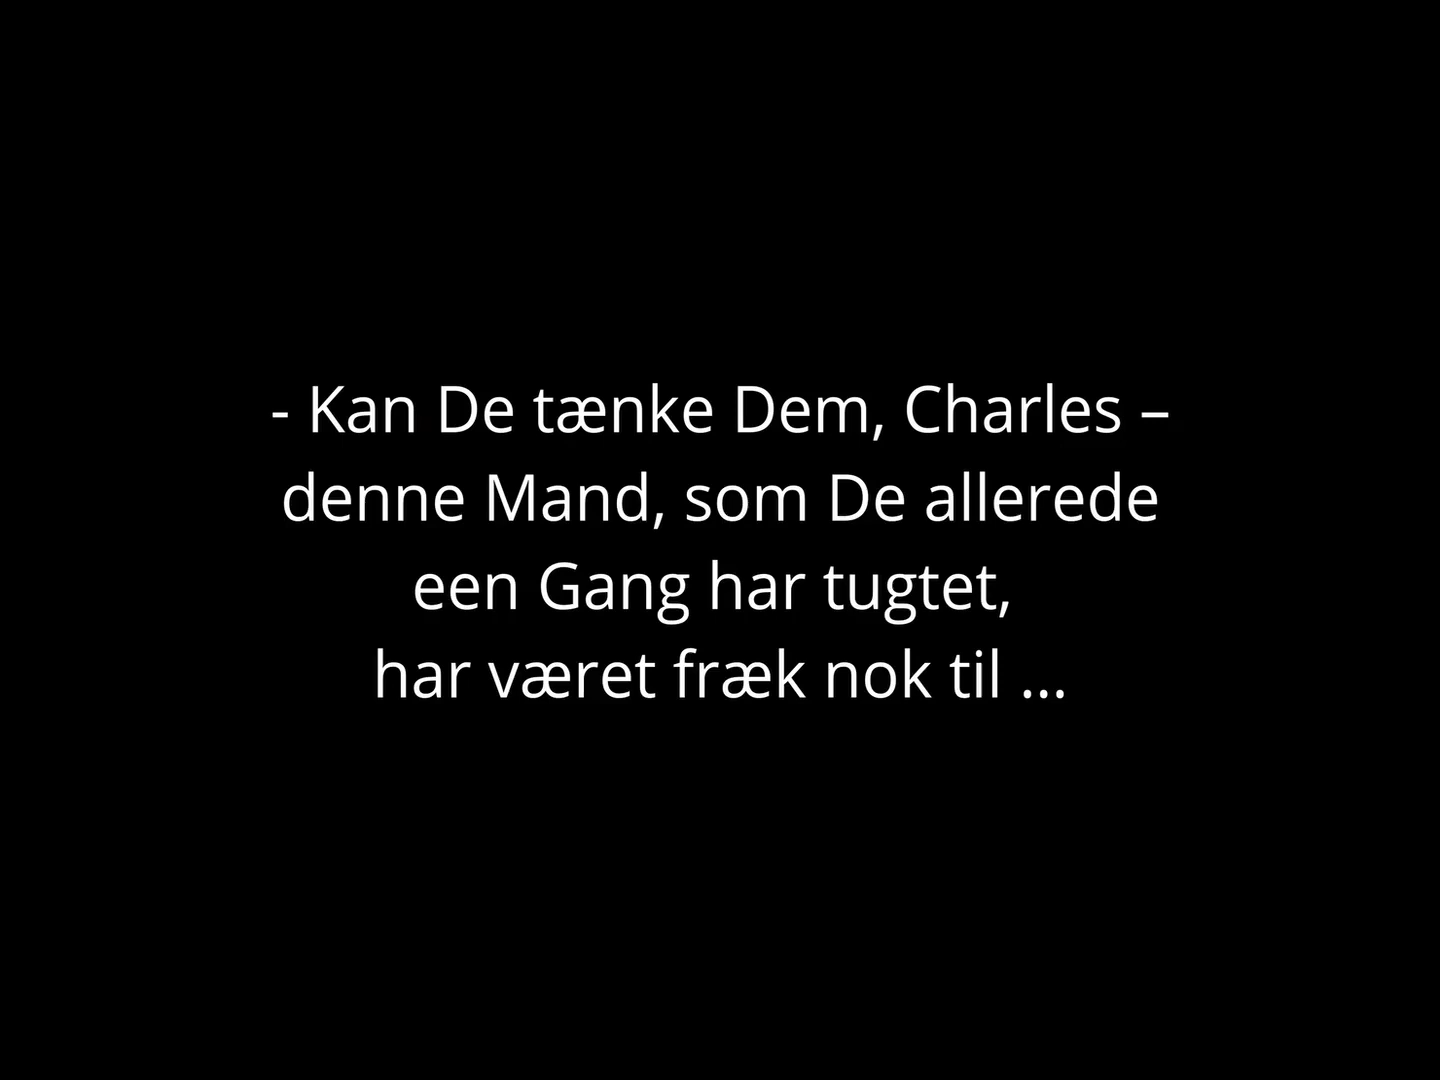 - Kan De tænke Dem, Charles –
denne Mand, som De allerede
een Gang har tugtet,
har været fræk nok til ...